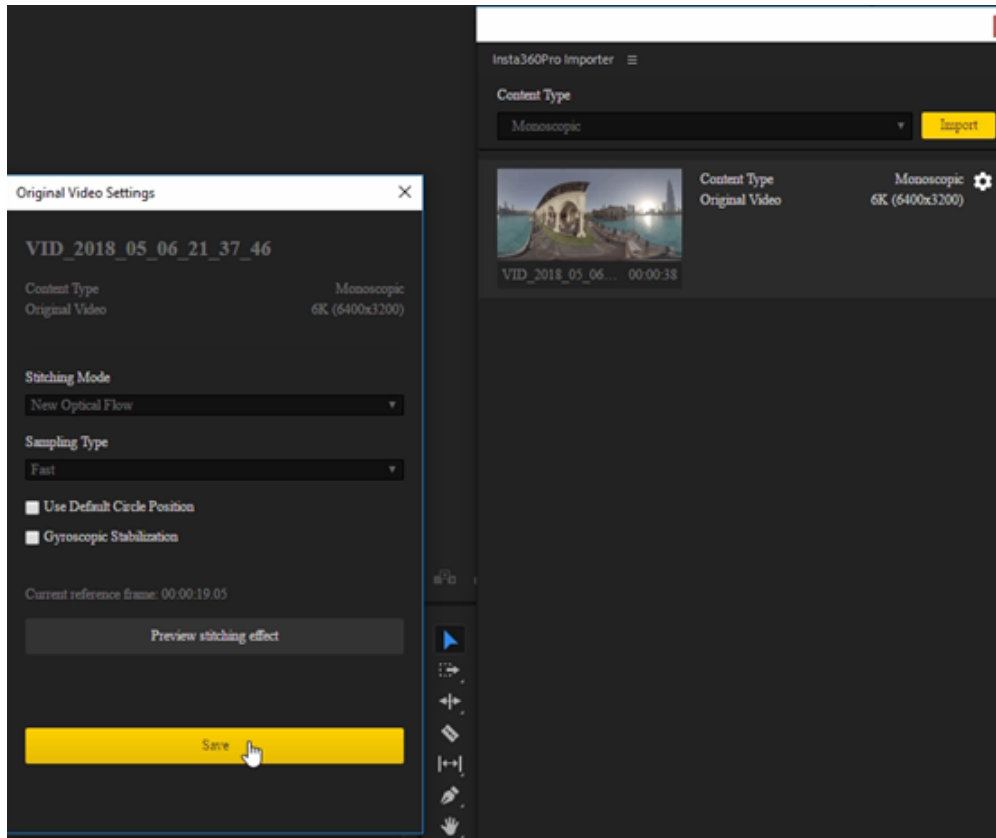 Insta360Pro Importer
Content Type
Monoscopic
Import
Content Type Monoscopic
Original Video 6K (6400x3200)
VID_2018_05_06... 00:00:38
Original Video Settings
VID_2018_05_06_21_37_46
Content Type Monoscopic
Original Video 6K (6400x3200)
Stitching Mode
New Optical Flow
Sampling Type
Fast
Use Default Circle Position
Gyroscopic Stabilization
Current reference frame: 00:00:19.05
Preview stitching effect
Save